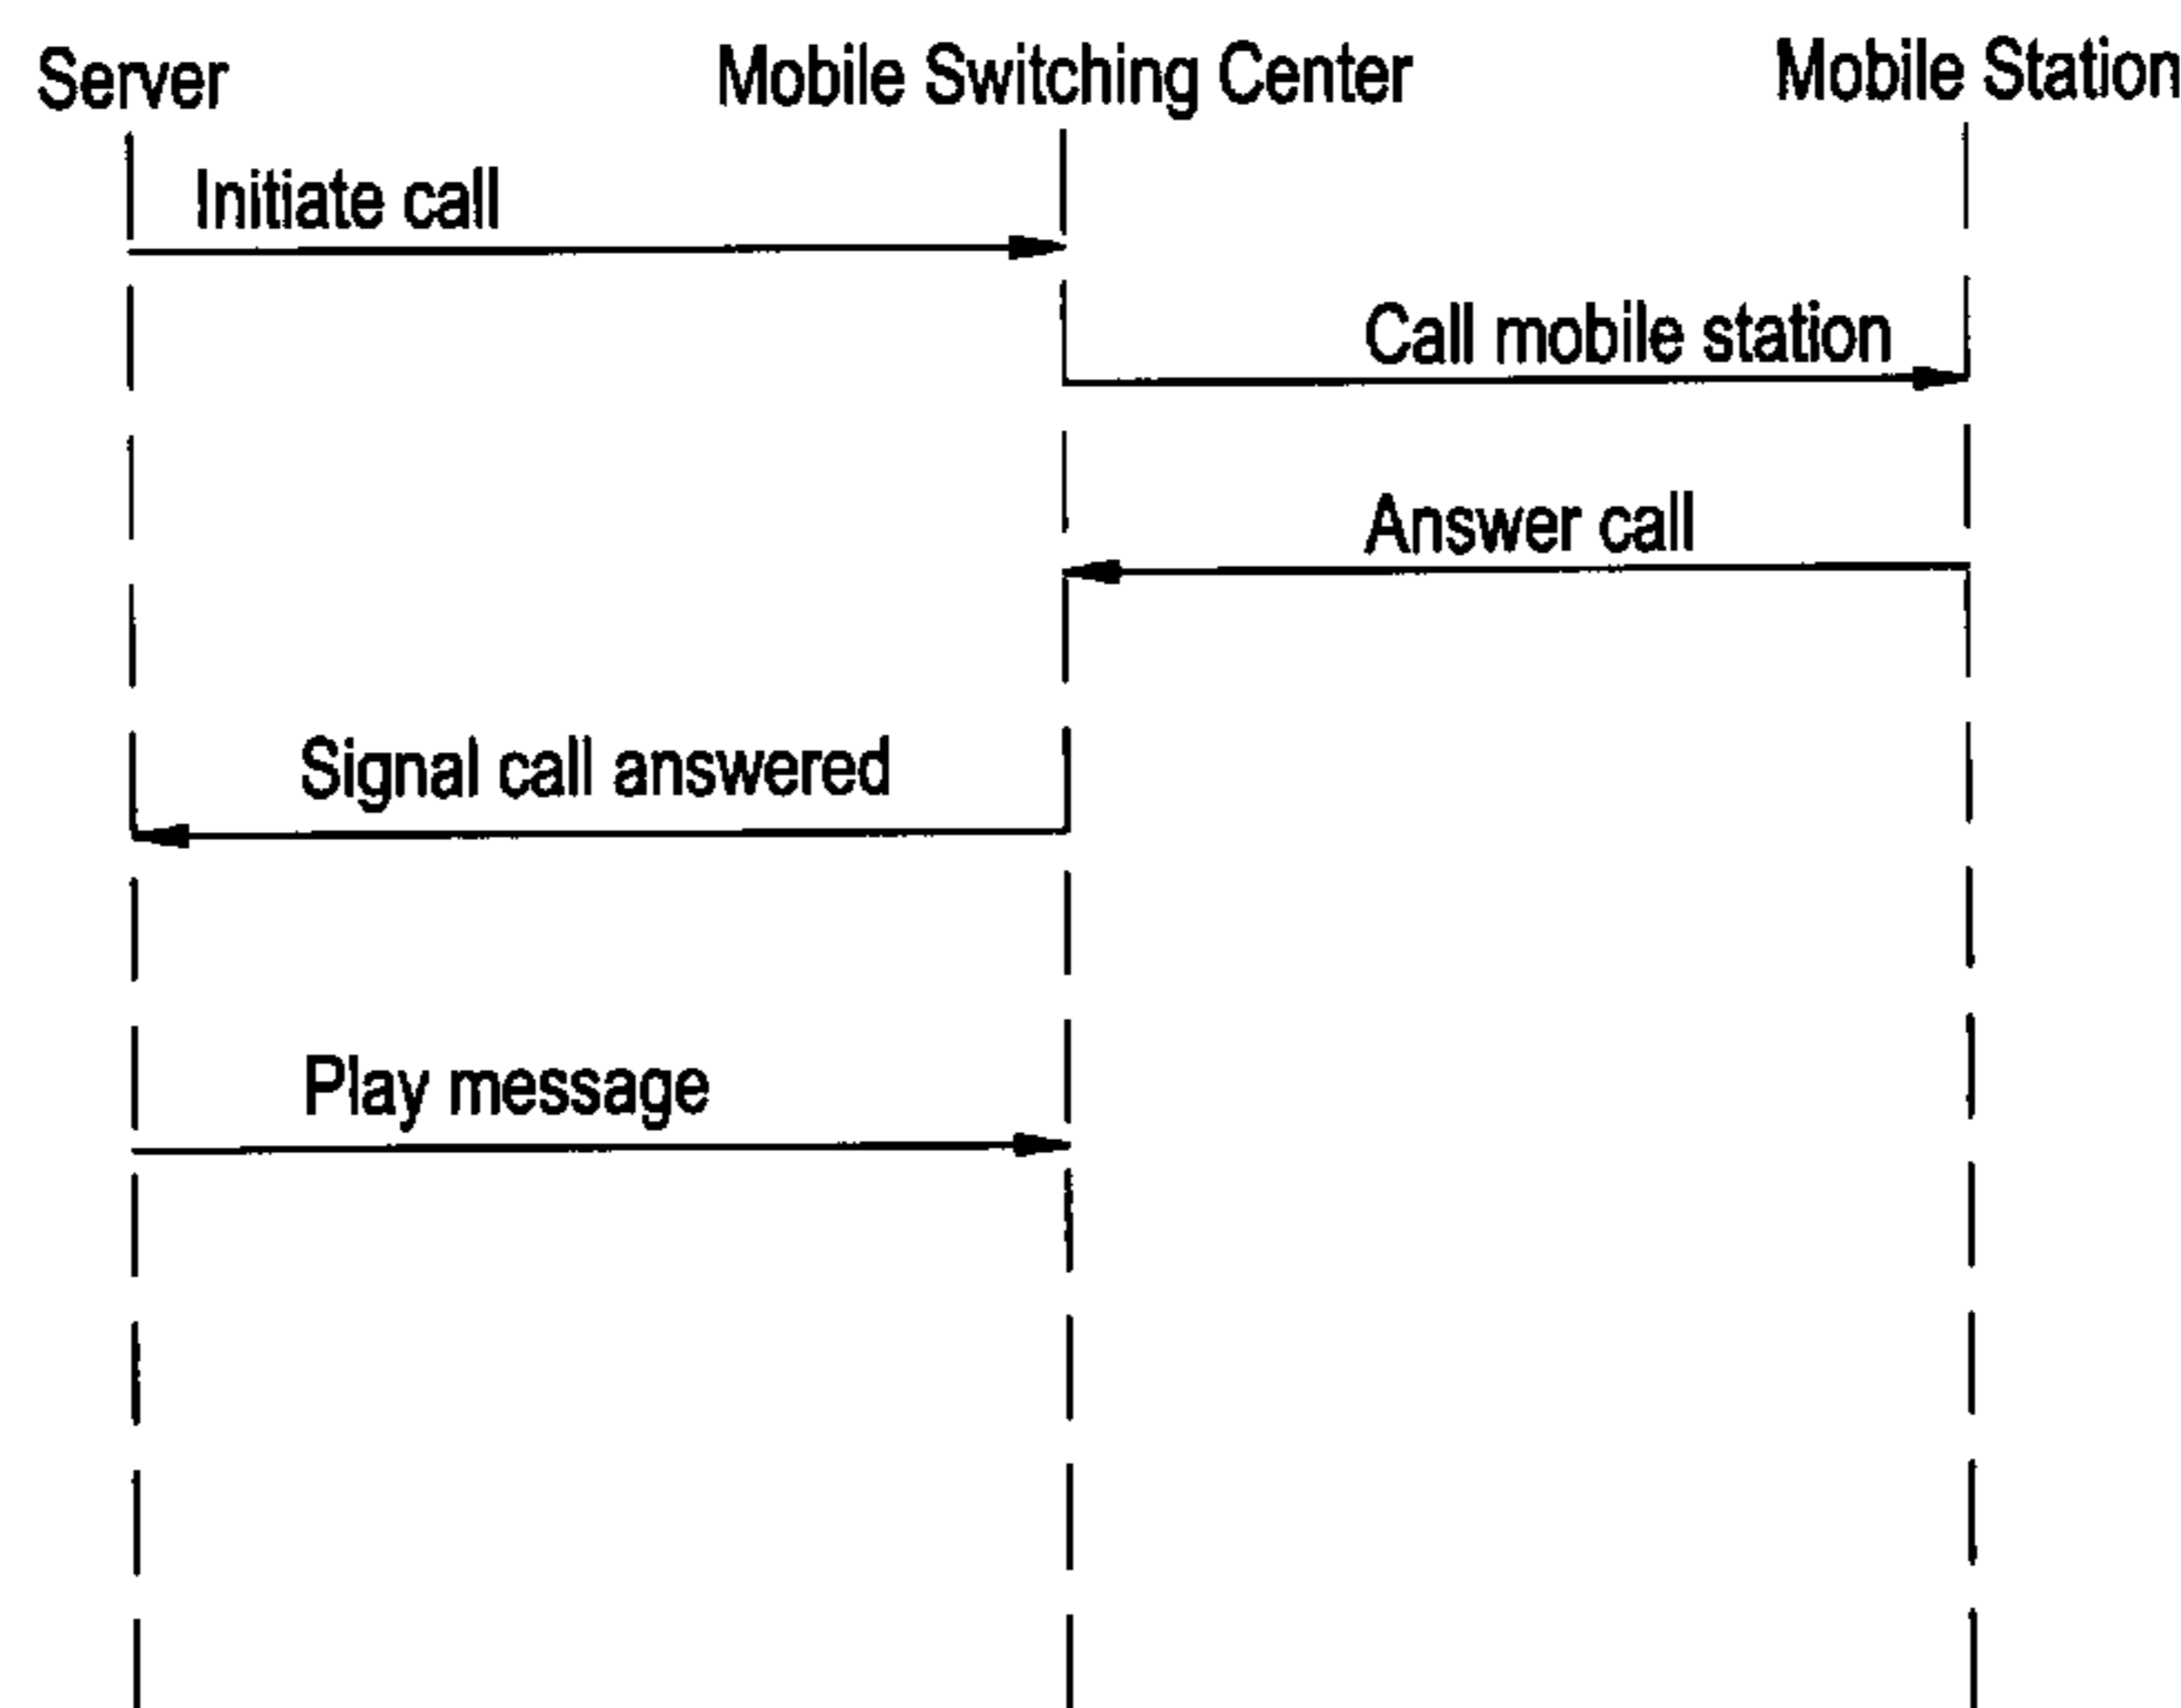 Server Mobile Switching Center Mobile Station
Initiate call
Call mobile station
Answer call
Signal call answered
Play message